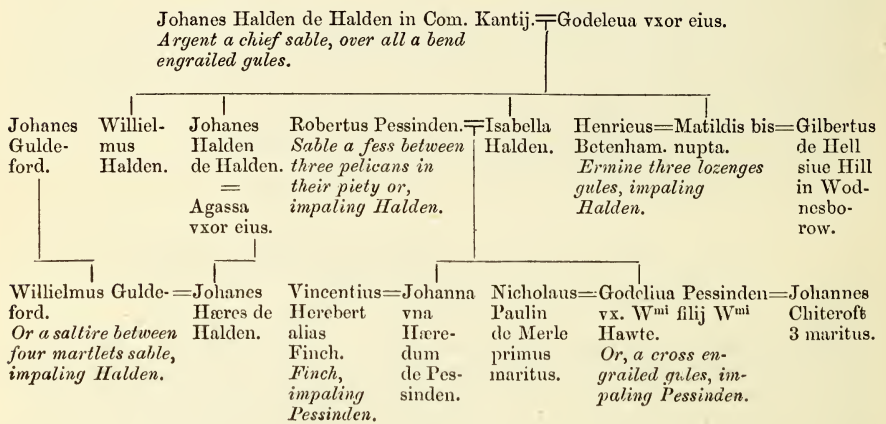 Johanes Halden de Halden in Com. Kantij.=Godeleua vxor eius.
Argent a chief sable, over all a bend
engrailed gules.
Johanes
Gulde-
ford.
Williel-
mus
Halden.
Johanes
Halden
de Halden.
=
Agassa
vxor eius.
Robertus Pessinden.=Isabella
Sable a fess between
three pelicans in
their piety or,
impaling Halden.
Halden.
Henricus=Matildis bis=Gilbertus
Betenham. nupta.
Ermine three lozenges
gules, impaling
Halden.
de Hell
siue Hill
in Wod-
nesbo-
row.
Willielmus Gulde-=Johanes
ford.
Or a saltire between
four martlets sable,
impaling Halden.
Hæres de
Halden.
Vincentius=Johanna
Herebert
alias
Finch.
Finch,
impaling
Pessinden.
vna
Hære-
dum
de Pes-
sinden.
Nicholaus=Godeliua Pessinden=Johannes
Paulin
de Merle
primus
maritus.
vx. Wmi filij Wmi
Hawte.
Or, a cross en-
grailed gules, im-
paling Pessinden.
Chitcroft
3 maritus.